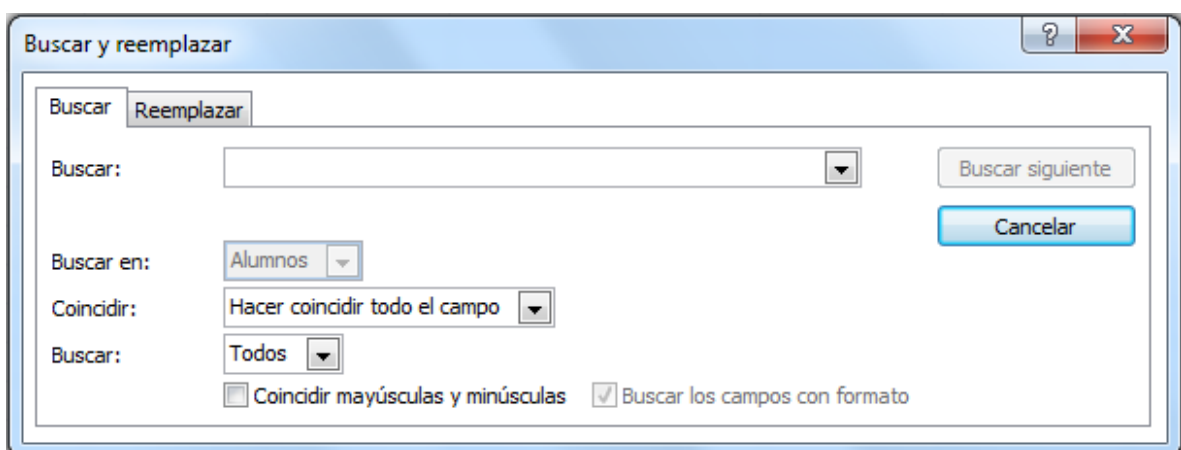 Buscar y reemplazar
Buscar Reemplazar
Buscar: Buscar siguiente
Cancelar
Buscar en: Alumnos
Coincidir: Hacer coincidir todo el campo
Buscar: Todos
Coincidir mayúsculas y minúsculas Buscar los campos con formato